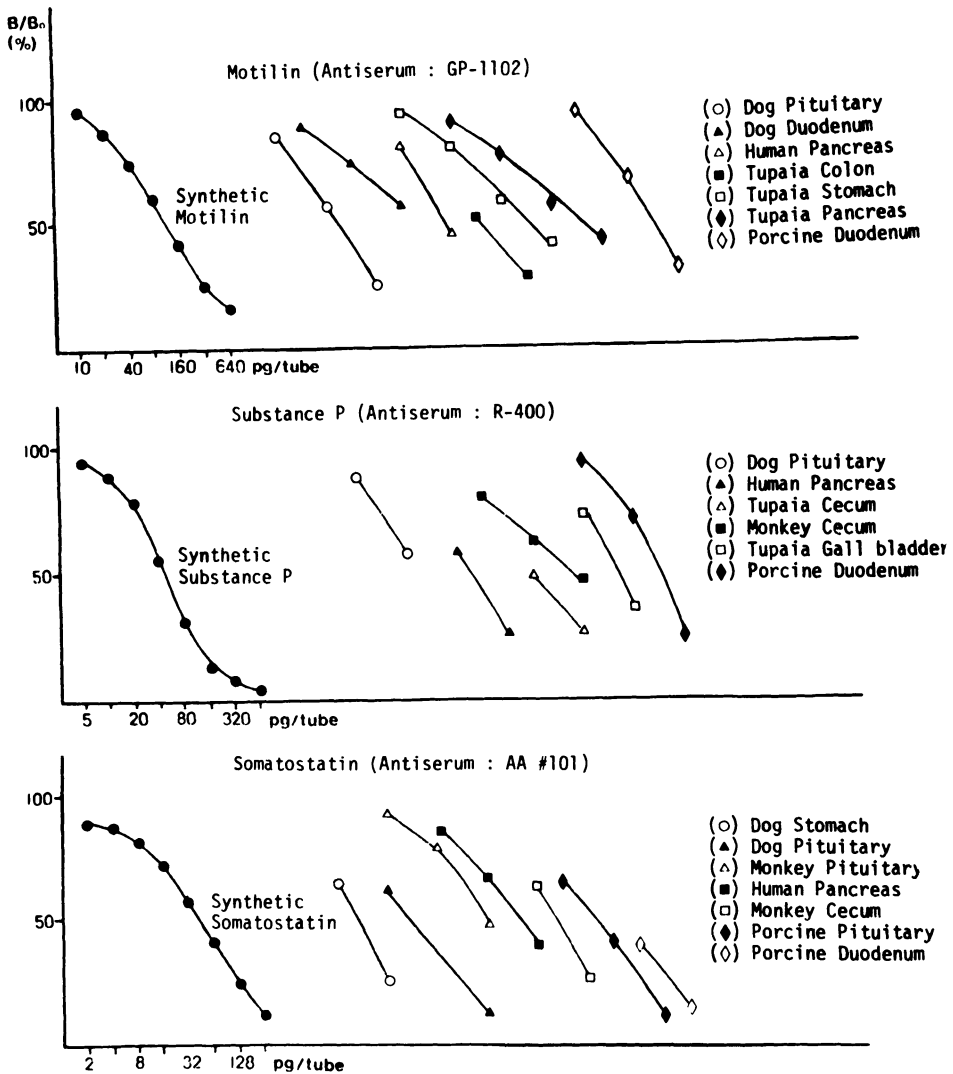 B/B₀
(%)
Motilin (Antiserum : GP-1102)
100
50
Synthetic
Motilin
(○) Dog Pituitary
(▲) Dog Duodenum
(△) Human Pancreas
(■) Tupaia Colon
(□) Tupaia Stomach
(◆) Tupaia Pancreas
(◇) Porcine Duodenum
10 40 160 640 pg/tube
Substance P (Antiserum : R-400)
100
50
Synthetic
Substance P
(○) Dog Pituitary
(▲) Human Pancreas
(△) Tupaia Cecum
(■) Monkey Cecum
(□) Tupaia Gall bladder
(◆) Porcine Duodenum
5 20 80 320 pg/tube
Somatostatin (Antiserum : AA #101)
100
50
Synthetic
Somatostatin
(○) Dog Stomach
(▲) Dog Pituitary
(△) Monkey Pituitary
(■) Human Pancreas
(□) Monkey Cecum
(◆) Porcine Pituitary
(◇) Porcine Duodenum
2 8 32 128 pg/tube